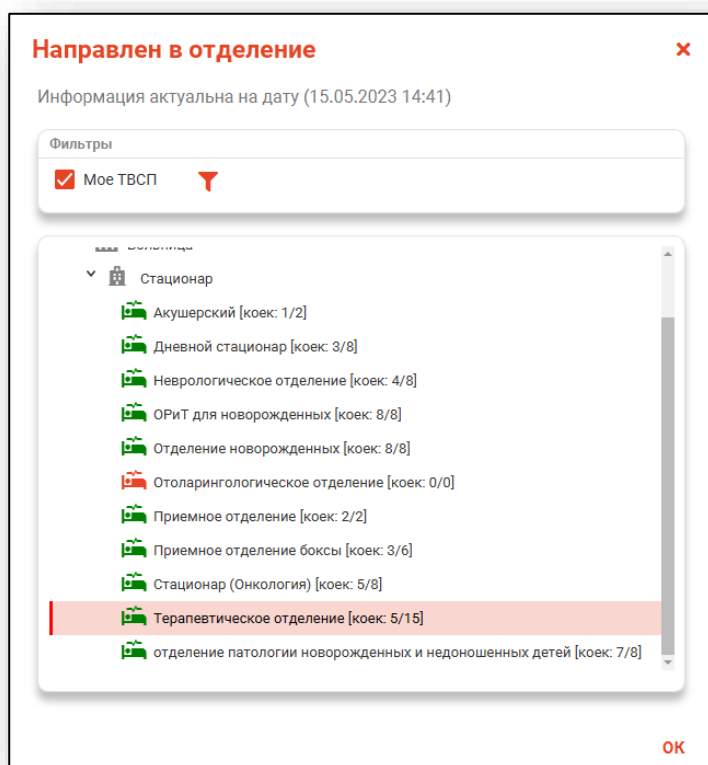 Направлен в отделение
Информация актуальна на дату (15.05.2023 14:41)
Фильтры
Мое ТВСП
Больница
Стационар
Акушерский [коек: 1/2]
Дневной стационар [коек: 3/8]
Неврологическое отделение [коек: 4/8]
ОРиТ для новорожденных [коек: 8/8]
Отделение новорожденных [коек: 8/8]
Отоларингологическое отделение [коек: 0/0]
Приемное отделение [коек: 2/2]
Приемное отделение боксы [коек: 3/6]
Стационар (Онкология) [коек: 5/8]
Терапевтическое отделение [коек: 5/15]
отделение патологии новорожденных и недоношенных детей [коек: 7/8]
ОК